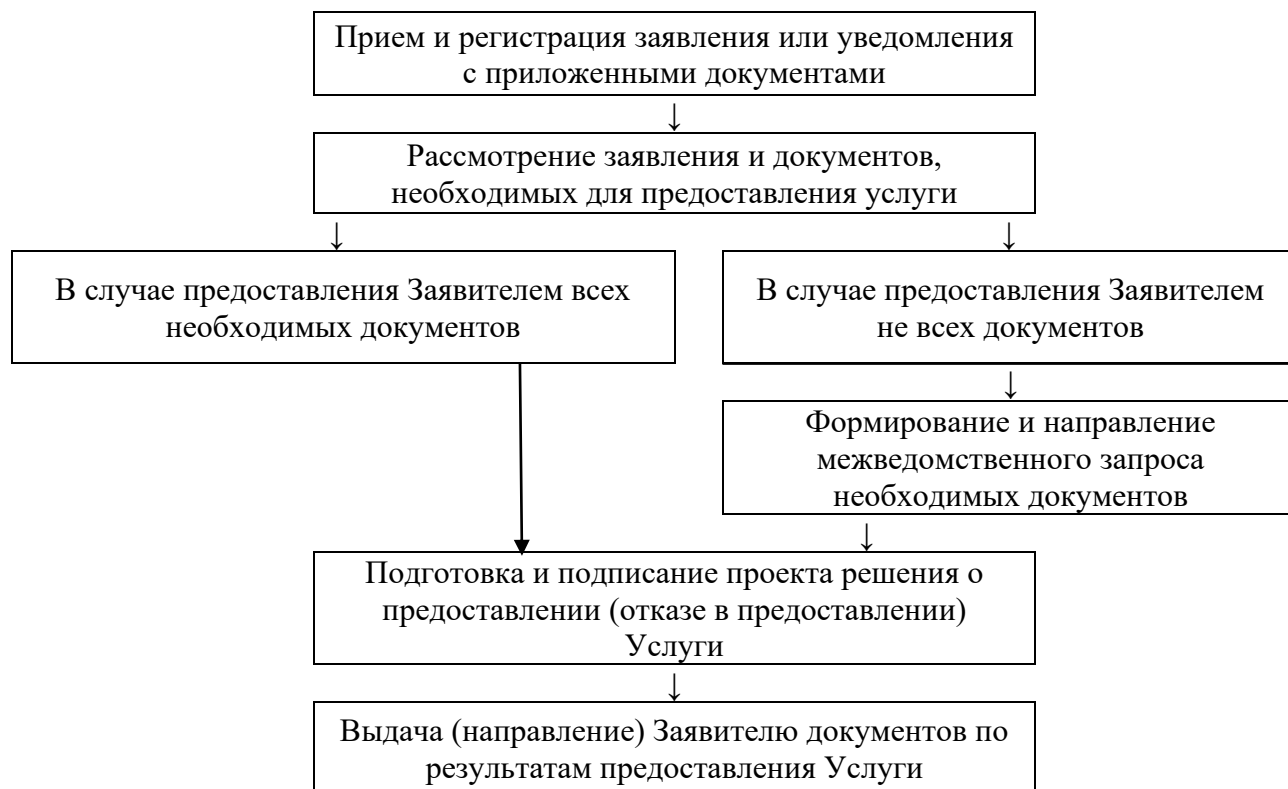 Прием и регистрация заявления или уведомления
с приложенными документами
↓
Рассмотрение заявления и документов,
необходимых для предоставления услуги
↓ ↓
В случае предоставления Заявителем всех
необходимых документов
В случае предоставления Заявителем
не всех документов
↓
Формирование и направление
межведомственного запроса
необходимых документов
↓
Подготовка и подписание проекта решения о
предоставлении (отказе в предоставлении)
Услуги
↓
Выдача (направление) Заявителю документов по
результатам предоставления Услуги